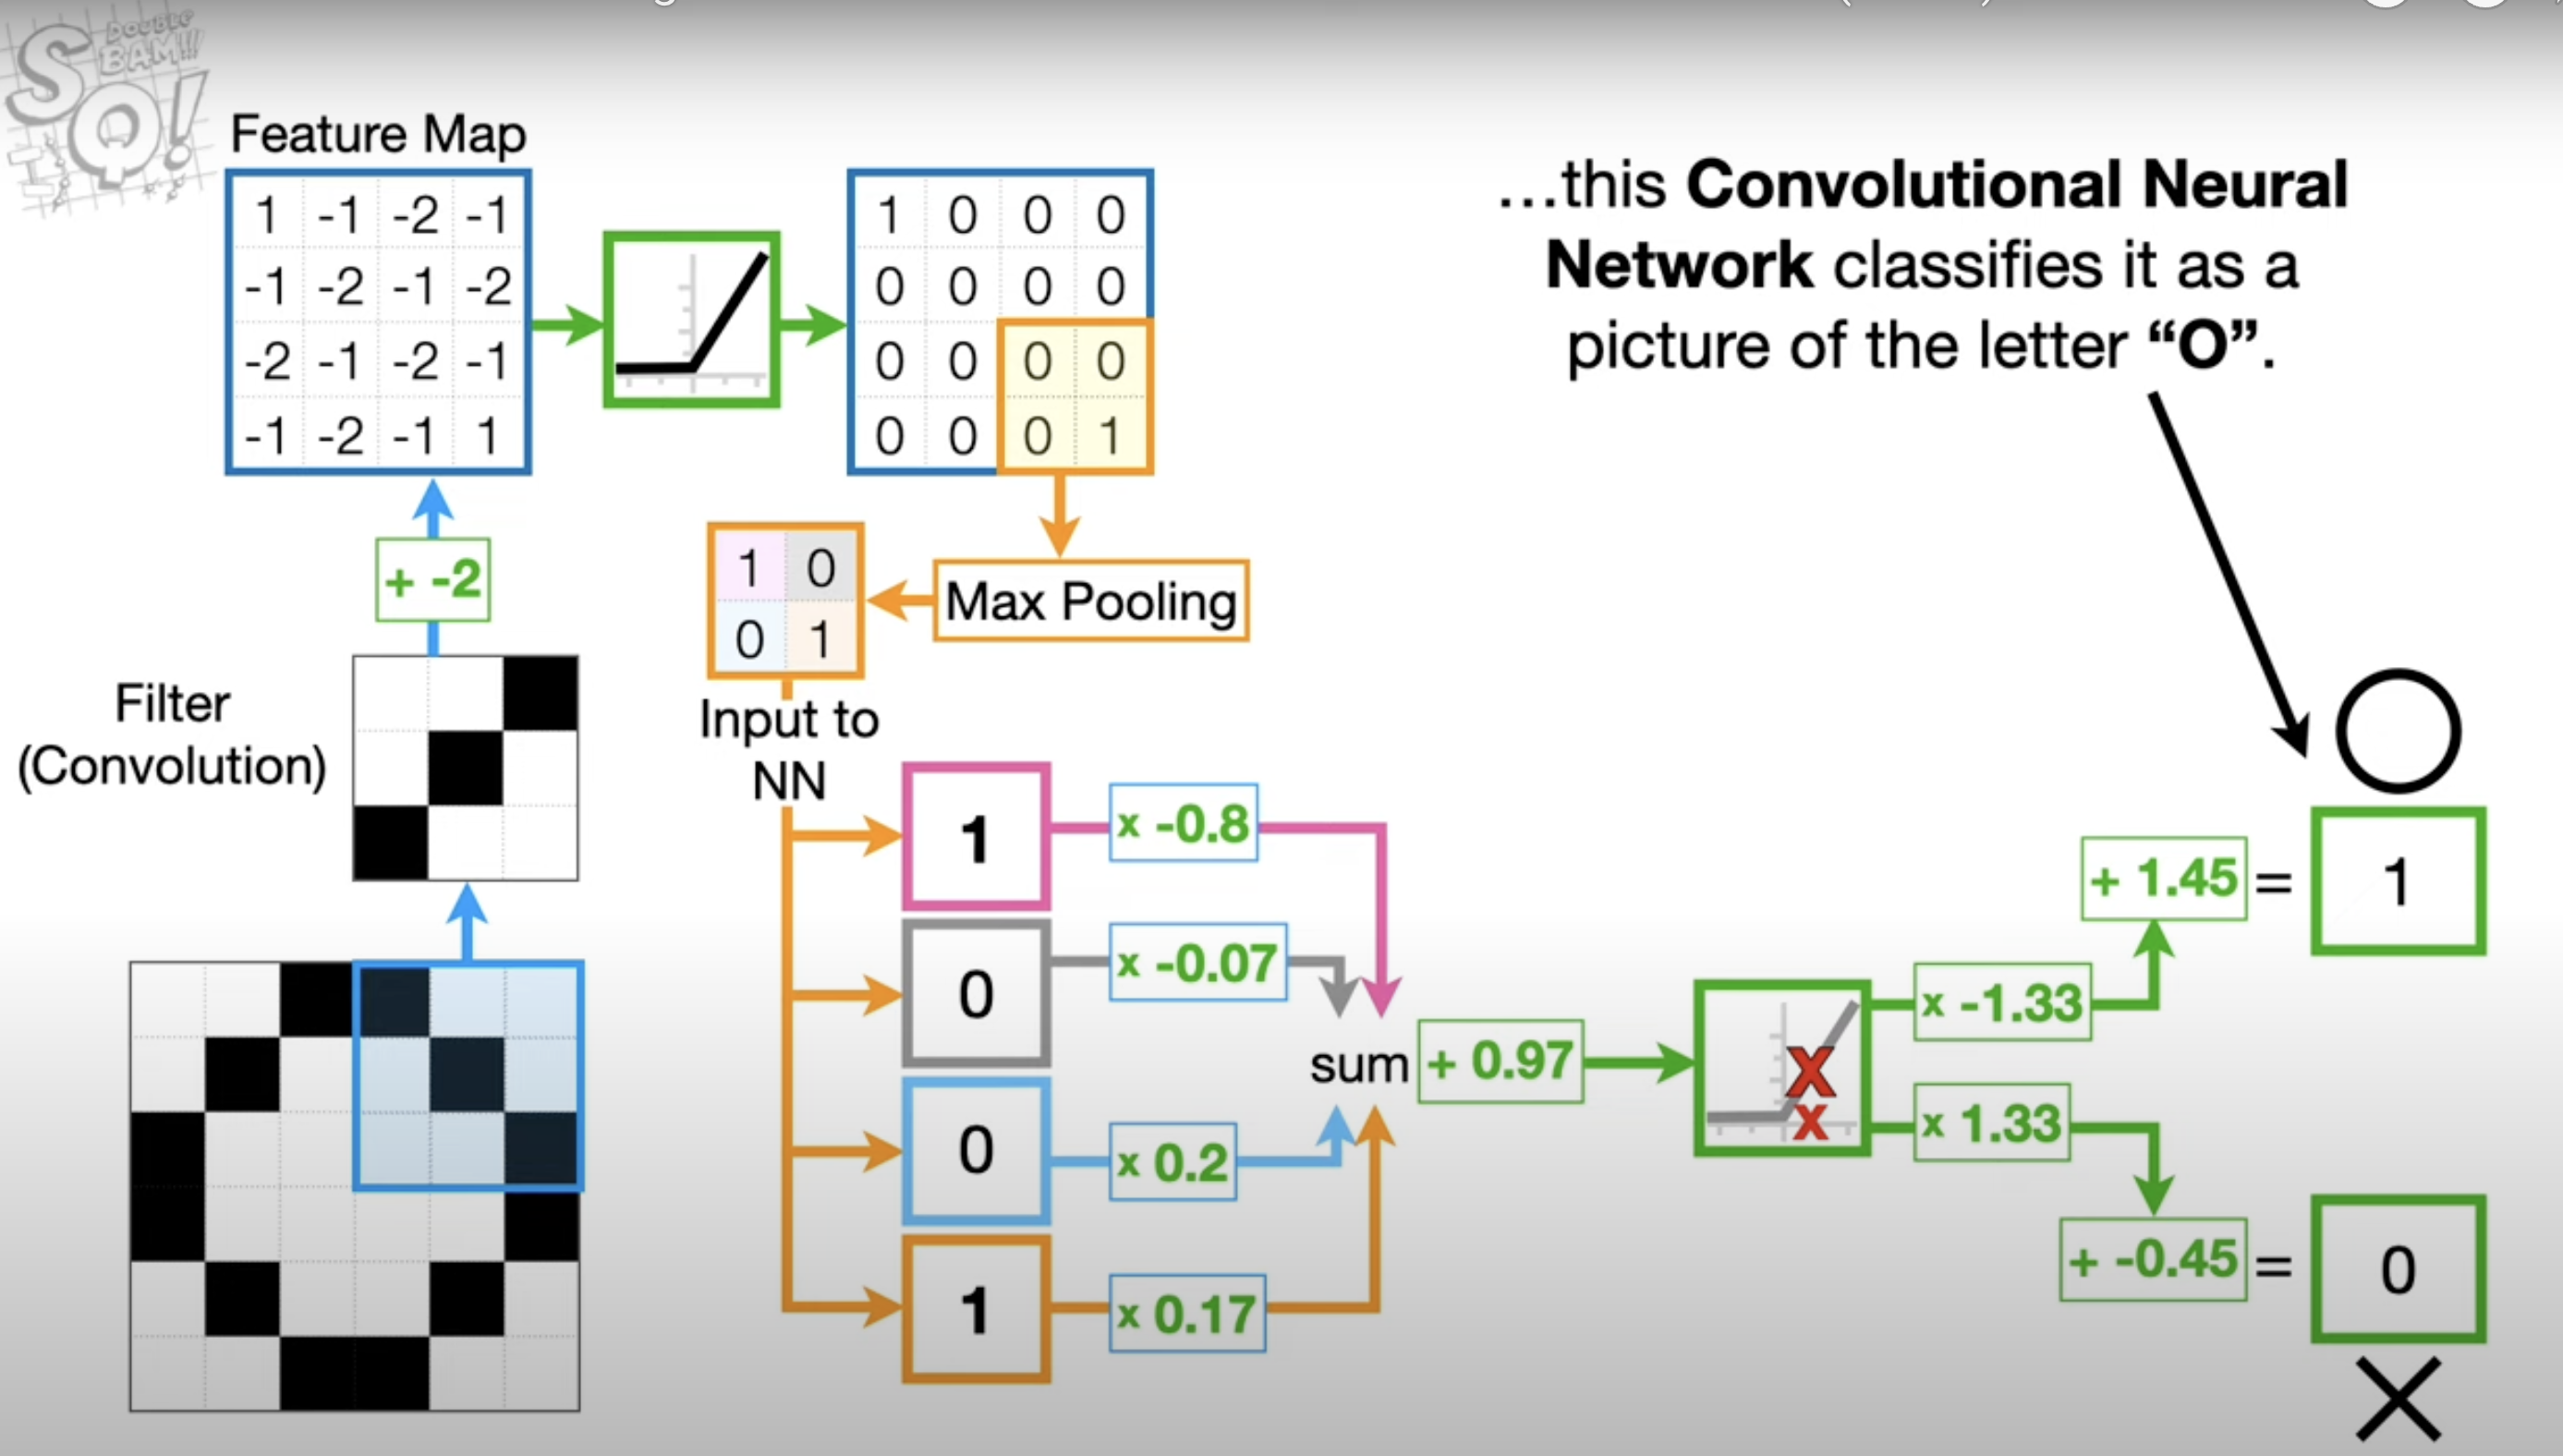 DOUBLE
BAM!!
SQ!
Feature Map
1 -1 -2 -1
-1 -2 -1 -2
-2 -1 -2 -1
-1 -2 -1 1
1 0 0 0
0 0 0 0
0 0 0 0
0 0 0 1
...this Convolutional Neural
Network classifies it as a
picture of the letter “O”.
+ -2
1 0
0 1
Max Pooling
Filter
(Convolution)
Input to
NN
1
x -0.8
0
x -0.07
0
x 0.2
1
x 0.17
sum
+ 0.97
x -1.33
x 1.33
+ 1.45
=
1
+ -0.45
=
0